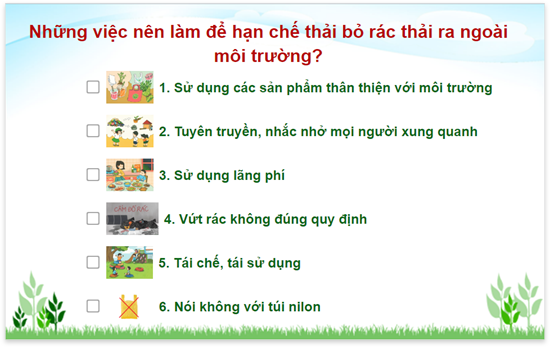 Những việc nên làm để hạn chế thải bỏ rác thải ra ngoài
môi trường?
1. Sử dụng các sản phẩm thân thiện với môi trường
2. Tuyên truyền, nhắc nhở mọi người xung quanh
3. Sử dụng lãng phí
CẤM ĐỔ RÁC
4. Vứt rác không đúng quy định
5. Tái chế, tái sử dụng
6. Nói không với túi nilon